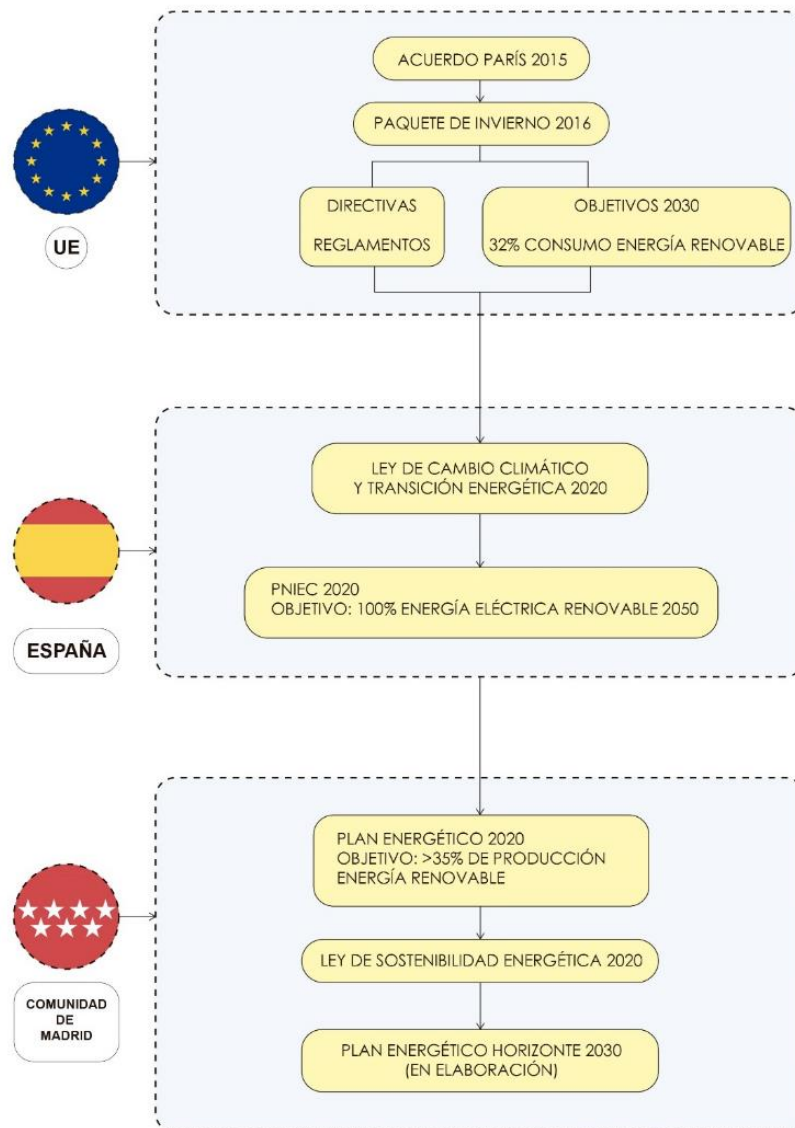 ACUERDO PARÍS 2015
PAQUETE DE INVIERNO 2016
DIRECTIVAS
REGLAMENTOS
OBJETIVOS 2030
32% CONSUMO ENERGÍA RENOVABLE
UE
LEY DE CAMBIO CLIMÁTICO
Y TRANSICIÓN ENERGÉTICA 2020
PNIEC 2020
OBJETIVO: 100% ENERGÍA ELÉCTRICA RENOVABLE 2050
ESPAÑA
PLAN ENERGÉTICO 2020
OBJETIVO: >35% DE PRODUCCIÓN
ENERGÍA RENOVABLE
LEY DE SOSTENIBILIDAD ENERGÉTICA 2020
PLAN ENERGÉTICO HORIZONTE 2030
(EN ELABORACIÓN)
COMUNIDAD
DE
MADRID